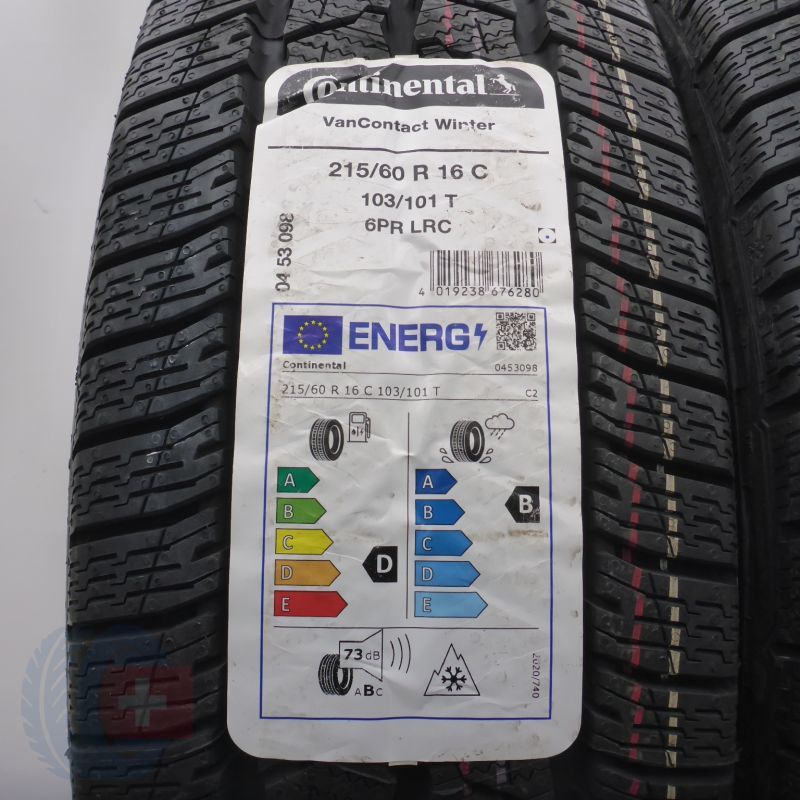 Continental
VanContact Winter
215/60 R 16 C
103/101 T
6PR LRC
04 53 098
4 019238 676280
ENERG
Continental
0453098
215/60 R 16 C 103/101 T
C2
A
B
C
D
E
D
A
B
C
D
E
B
73 dB
ABC
2020/740